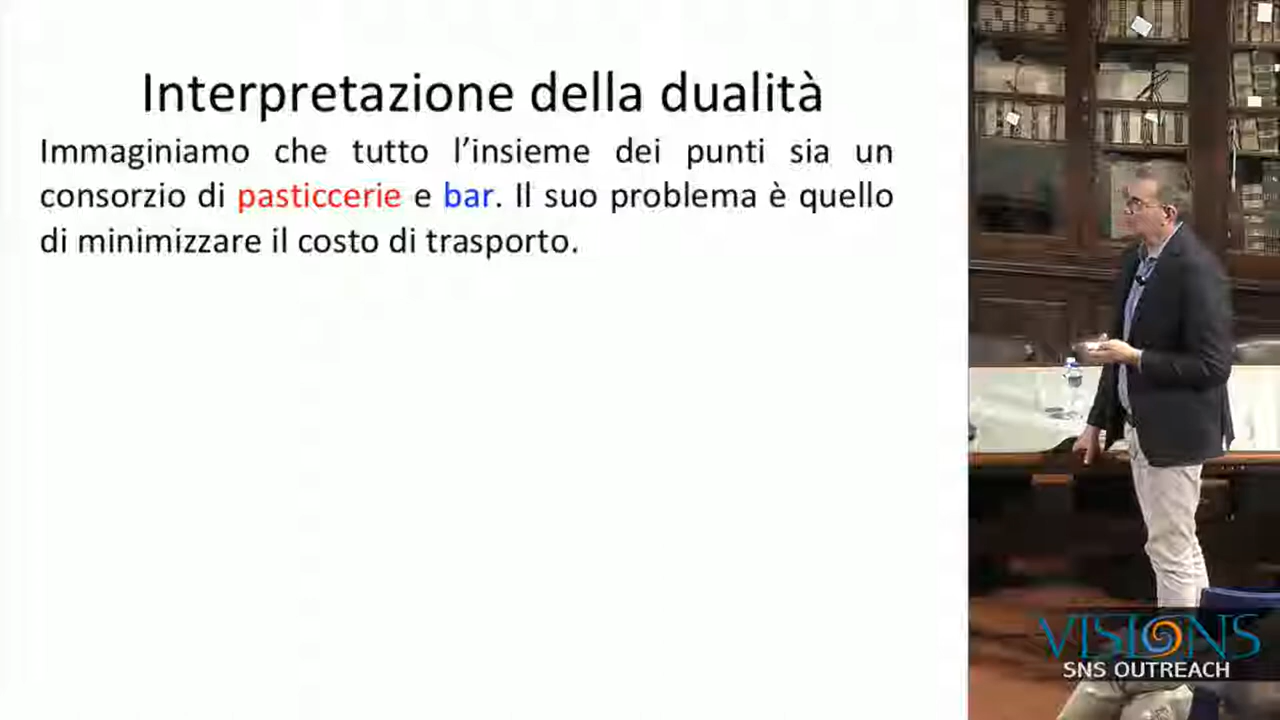 Interpretazione della dualità
Immaginiamo che tutto l’insieme dei punti sia un
consorzio di pasticcerie e bar. Il suo problema è quello
di minimizzare il costo di trasporto.
VISIONS
SNS OUTREACH